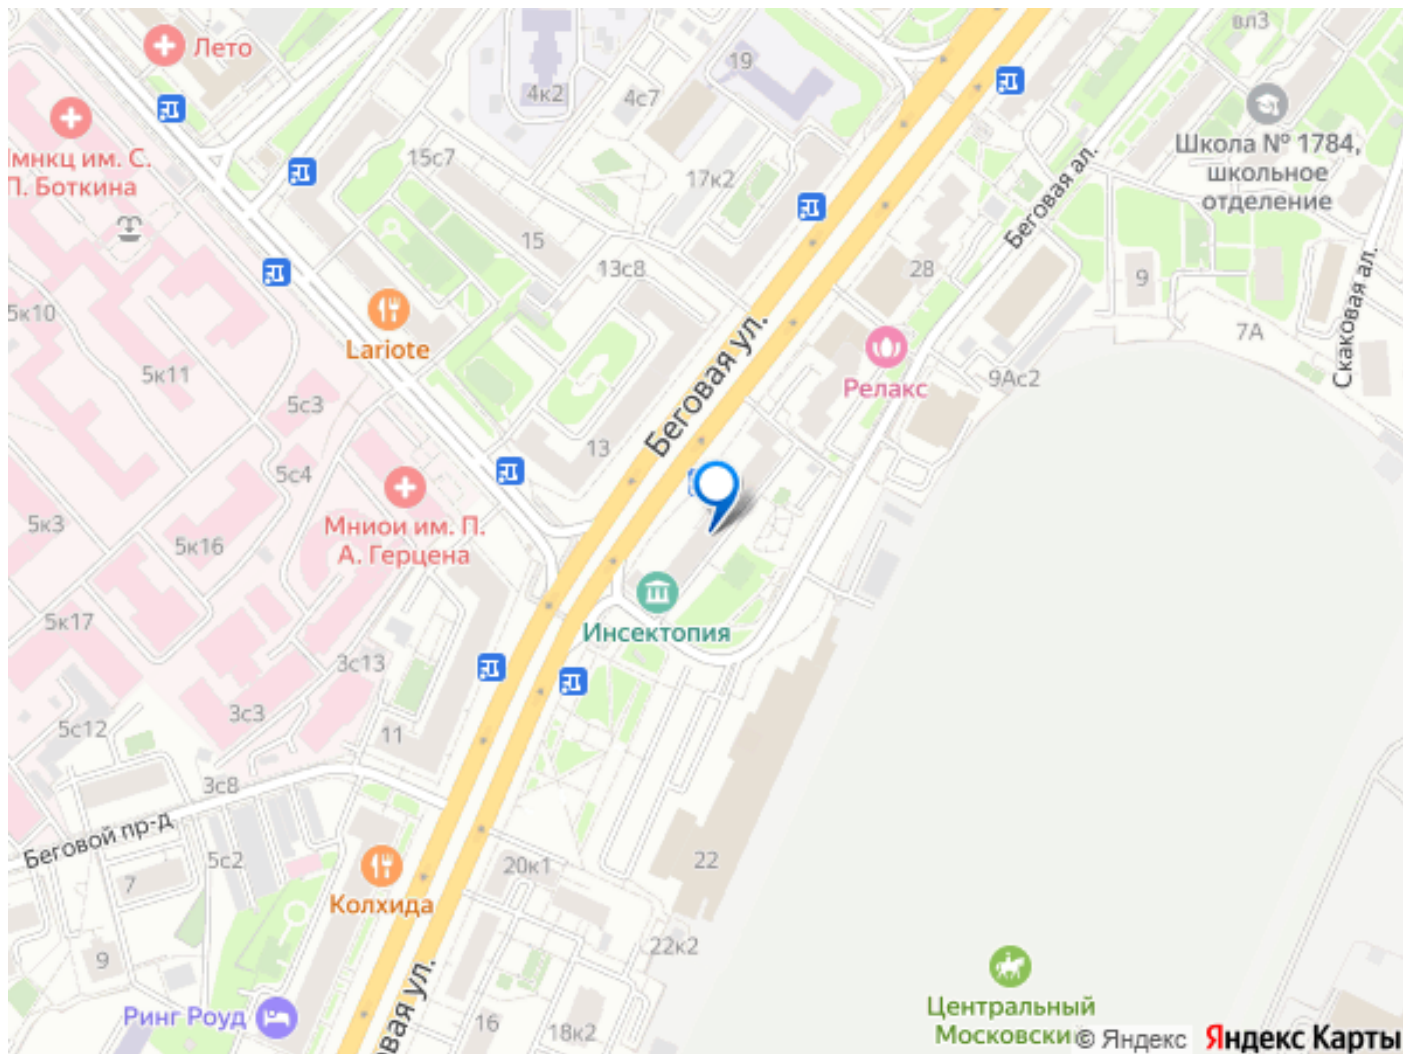 Лето
4к2
4с7
19
вл3
Школа № 1784,
школьное
отделение
мнкц им. С.
П. Боткина
15с7
17к2
Беговая ал.
15
13с8
28
9
Скаковая ал.
5к10
Lariote
Беговая ул.
7А
5к11
5с3
Релакс
9Ас2
13
5с4
5к3
5к16
Мниои им. П.
А. Герцена
5к17
Инсектопия
3с13
3с3
5с12
11
3с8
Беговой пр-д
5с2
7
Колхида
20к1
22
22к2
9
Ринг Роуд
вая ул.
16
18к2
Центральный
Московски
© Яндекс Яндекс Карты